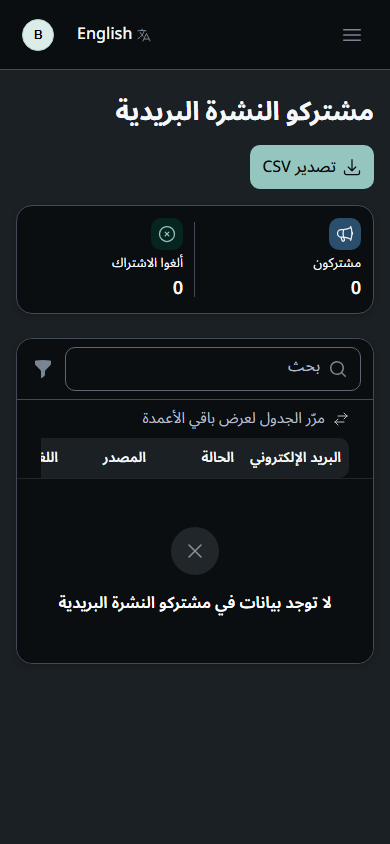 B
English
مشتركو النشرة البريدية
تصدير CSV
مشتركون
0
ألغوا الاشتراك
0
بحث
مرّر الجدول لعرض باقي الأعمدة
البريد الإلكتروني الحالة المصدر
لا توجد بيانات في مشتركو النشرة البريدية